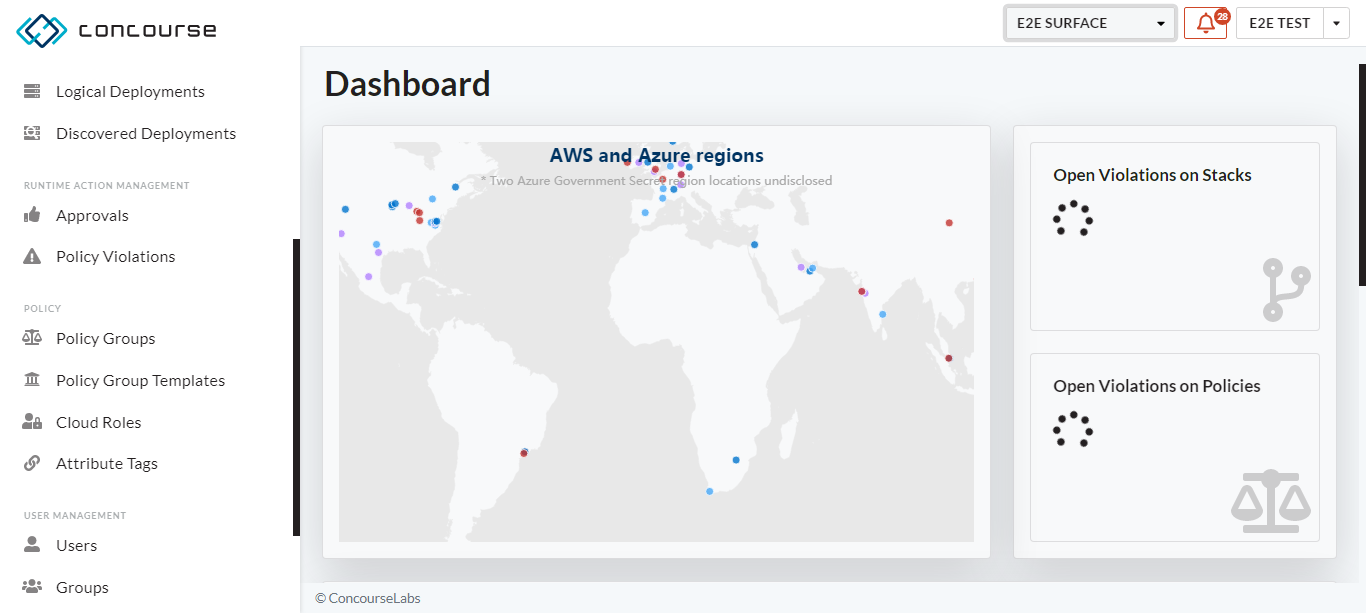 concourse
E2E SURFACE
28
E2E TEST
Logical Deployments
Discovered Deployments
RUNTIME ACTION MANAGEMENT
Approvals
Policy Violations
POLICY
Policy Groups
Policy Group Templates
Cloud Roles
Attribute Tags
USER MANAGEMENT
Users
Groups
Dashboard
AWS and Azure regions
* Two Azure Government Secret region locations undisclosed
Open Violations on Stacks
Open Violations on Policies
© ConcourseLabs